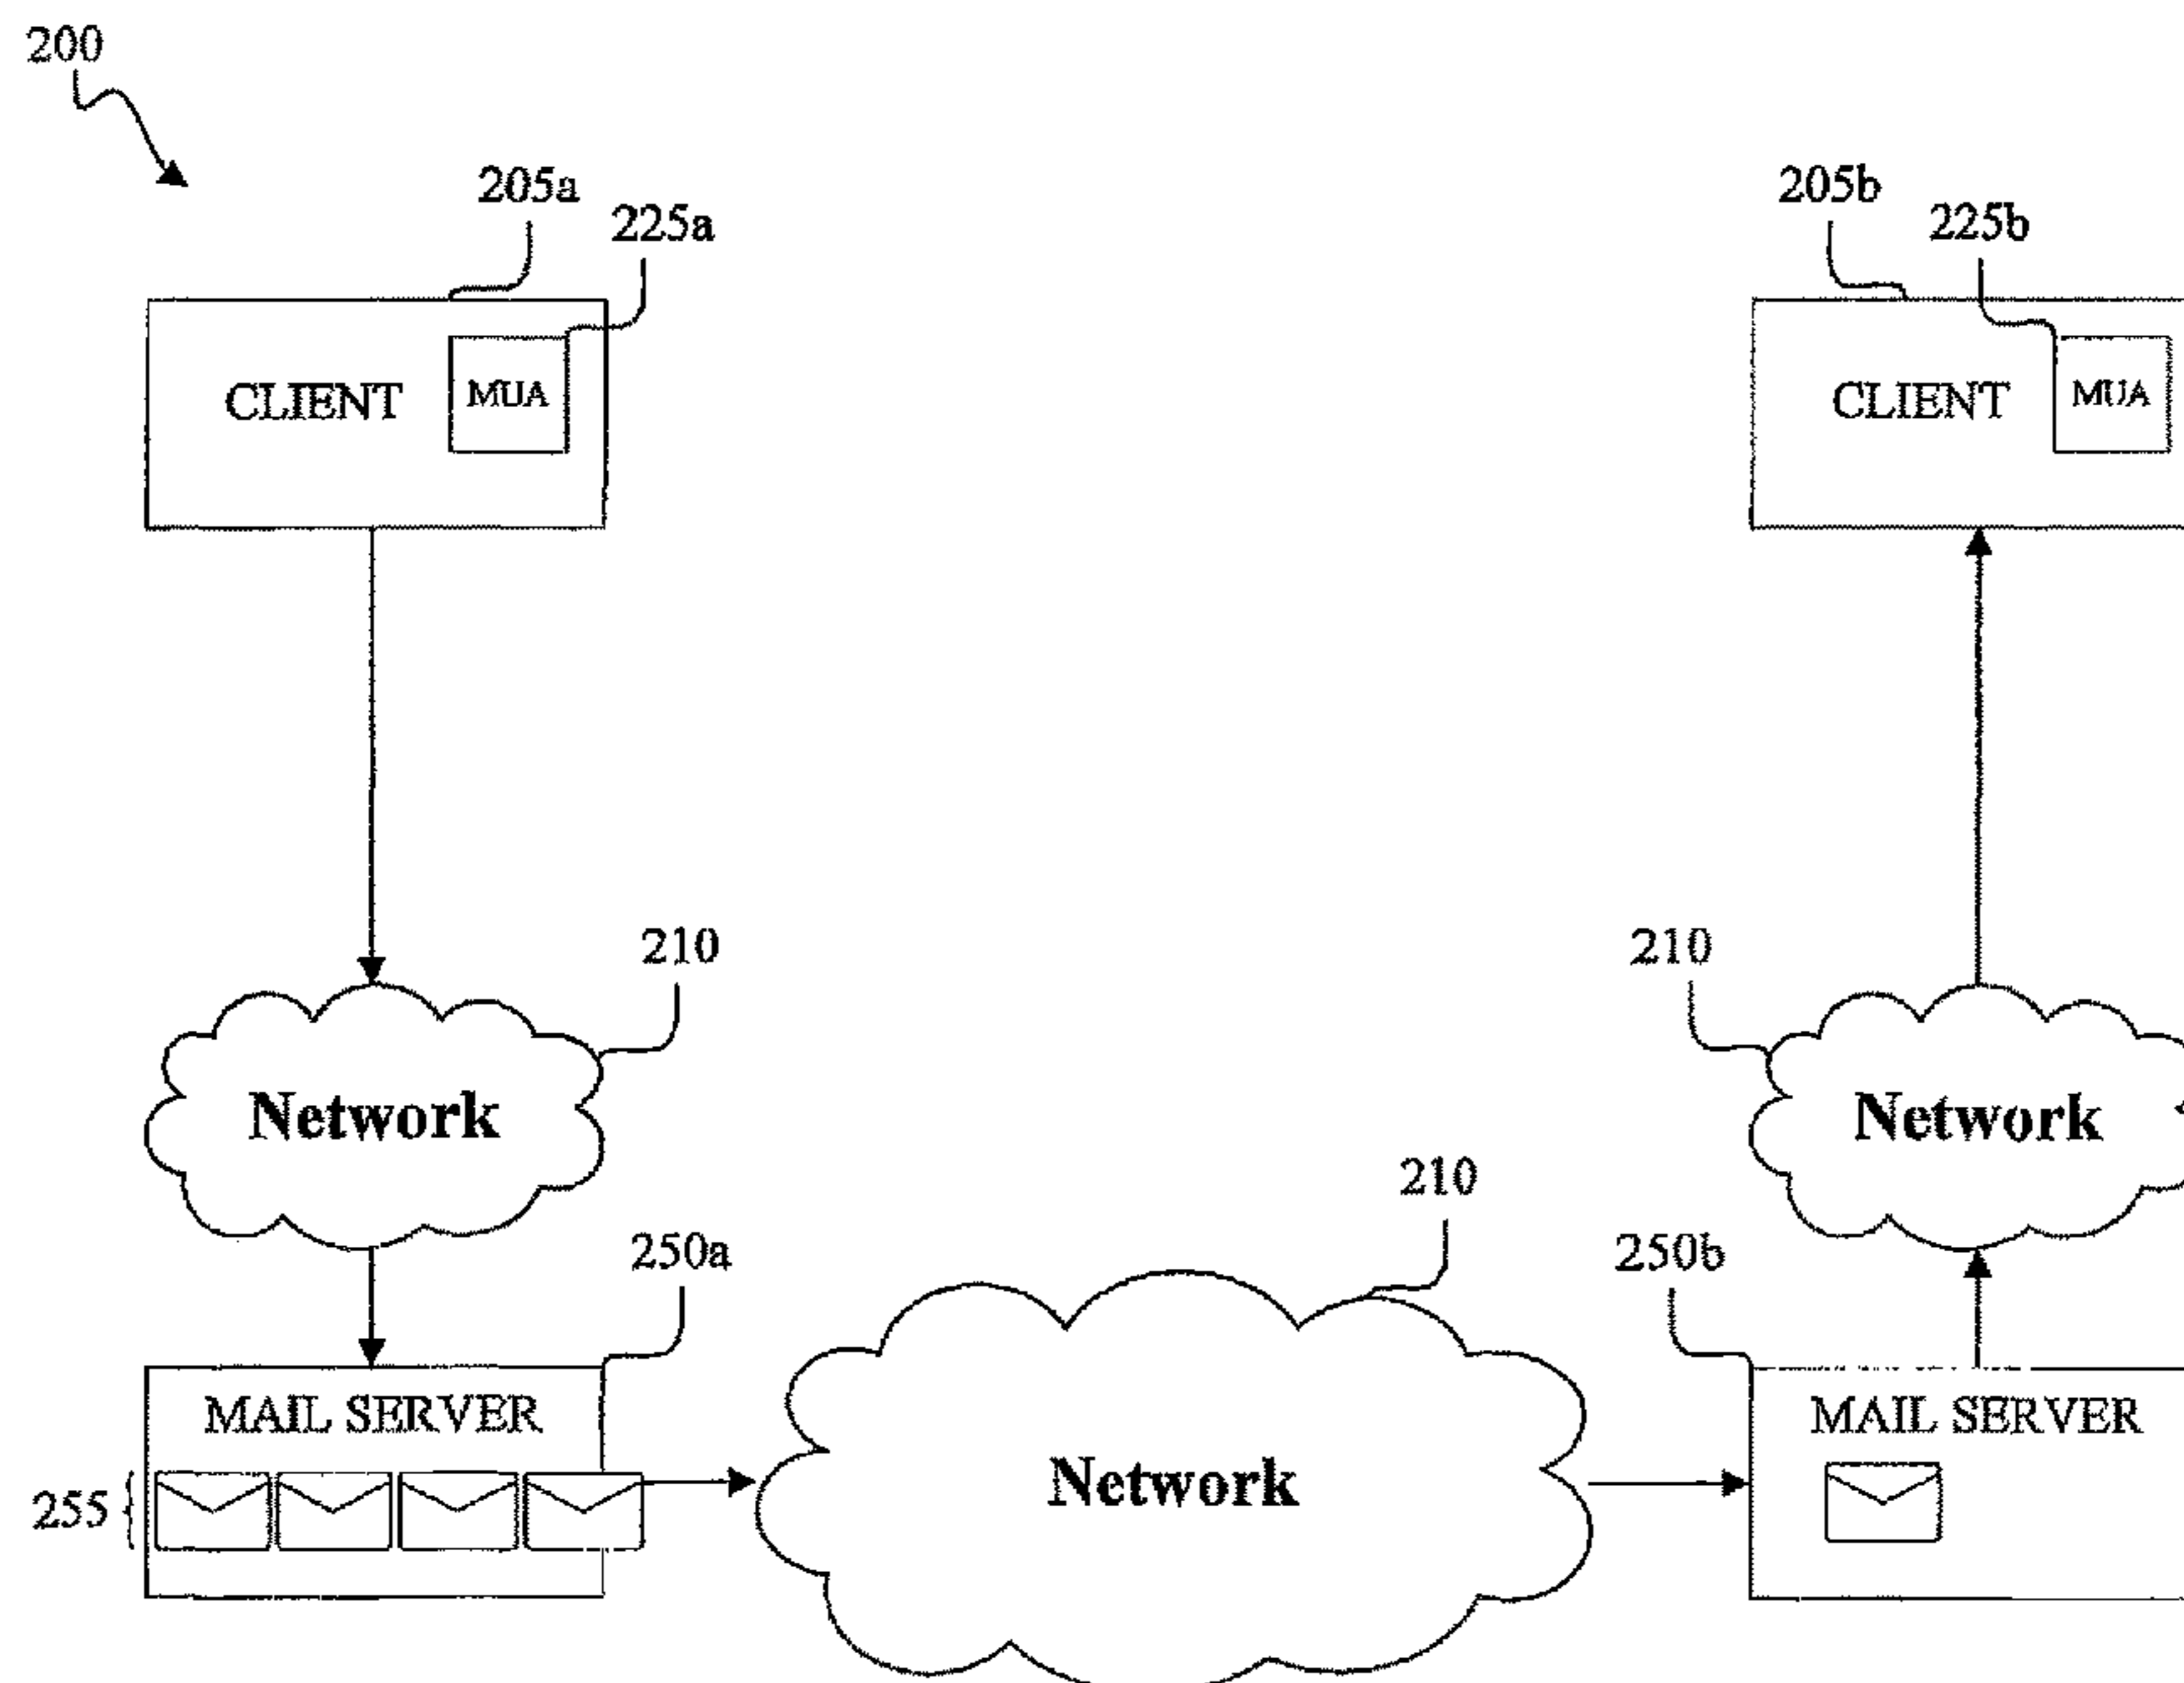 200
205a
225a
205b
225b
CLIENT
MUA
CLIENT
MUA
210
210
Network
Network
210
250a
250b
MAIL SERVER
MAIL SERVER
Network
255